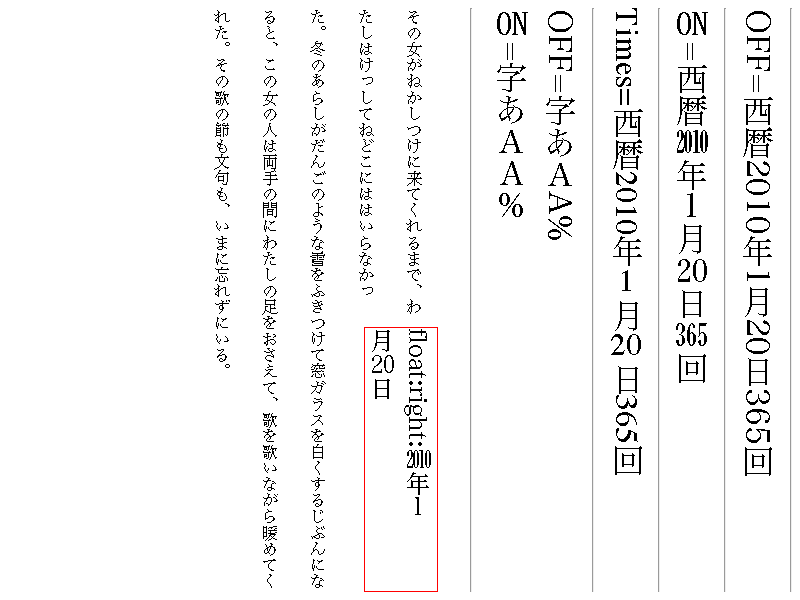 OFF=西暦2010年1月20日365回
ON=西暦2010年1月20日365回
Times=西暦2010年1月20日365回
OFF=字あAA%
ON=字あAA%
その女がねかしつけに来てくれるまで、わ
たしはけっしてねどこにははいらなかっ
た。冬のあらしがだんごのような雪をふきつけて窓ガラスを白くするじぶんにな
ると、この女の人は両手の間にわたしの足をおさえて、歌を歌いながら暖めてく
れた。その歌の節も文句も、いまに忘れずにいる。
float:right:2010年1
月20日